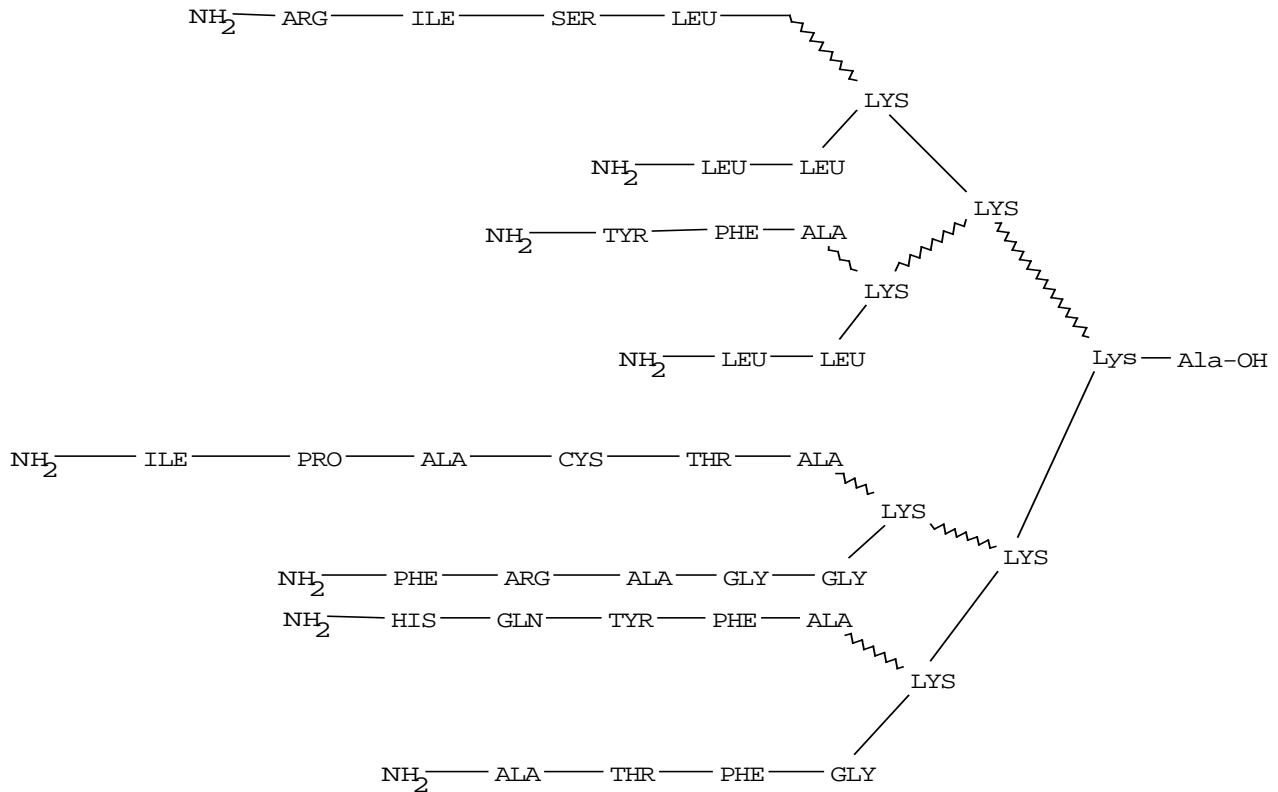 NH2 ARG ILE SER LEU
LYS
NH2 LEU LEU
LYS
NH2 TYR PHE ALA
LYS
NH2 LEU LEU
Lys Ala-OH
NH2 ILE PRO ALA CYS THR ALA
LYS
LYS
NH2 PHE ARG ALA GLY GLY
NH2 HIS GLN TYR PHE ALA
LYS
NH2 ALA THR PHE GLY